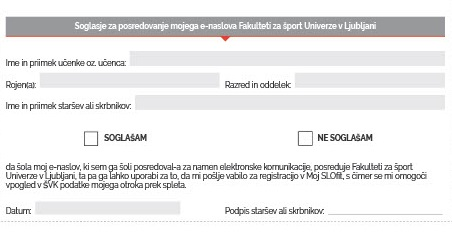 Soglasje za posredovanje mojega e-naslova Fakulteti za šport Univerze v Ljubljani
Ime in priimek učenke oz. učenca:
Rojen(a): Razred in oddelek:
Ime in priimek staršev ali skrbnikov:
SOGLAŠAM NE SOGLAŠAM
da šola moj e-naslov, ki sem ga šoli posredoval-a za namen elektronske komunikacije, posreduje Fakulteti za šport
Univerze v Ljubljani, ta pa ga lahko uporabi za to, da mi pošlje vabilo za registracijo v Moj SLOfit, s čimer se mi omogoči
vpogled v ŠVK podatke mojega otroka prek spleta.
Datum: Podpis staršev ali skrbnikov: